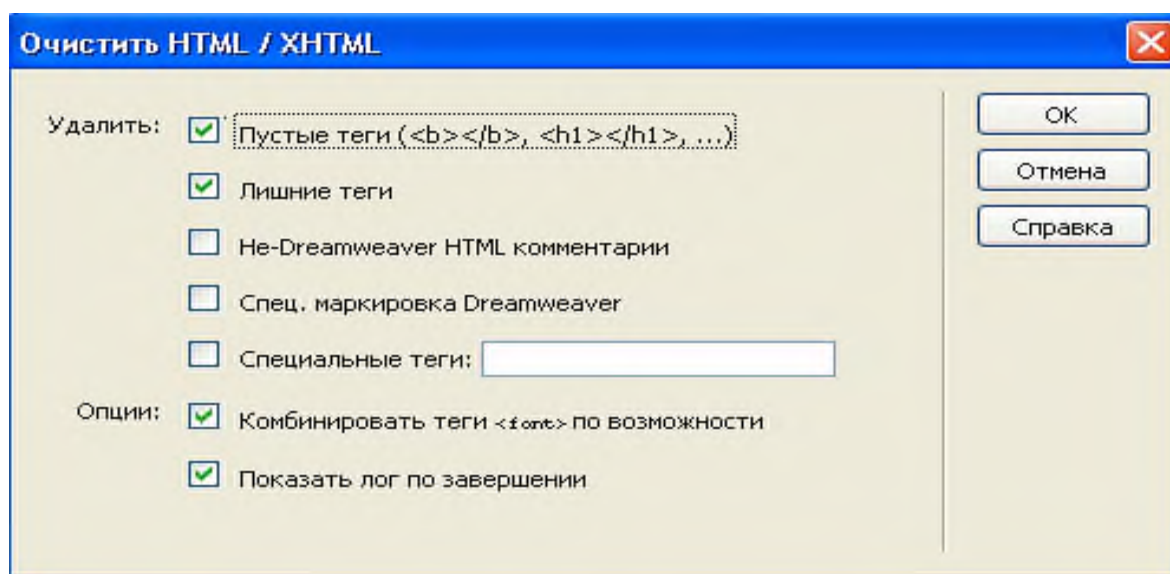 Очистить HTML / XHTML
Удалить:
Пустые теги (<b></b>, <h1></h1>, ...)
Лишние теги
Не-Dreamweaver HTML комментарии
Спец. маркировка Dreamweaver
Специальные теги:
Опции:
Комбинировать теги <font> по возможности
Показать лог по завершении
ОК
Отмена
Справка